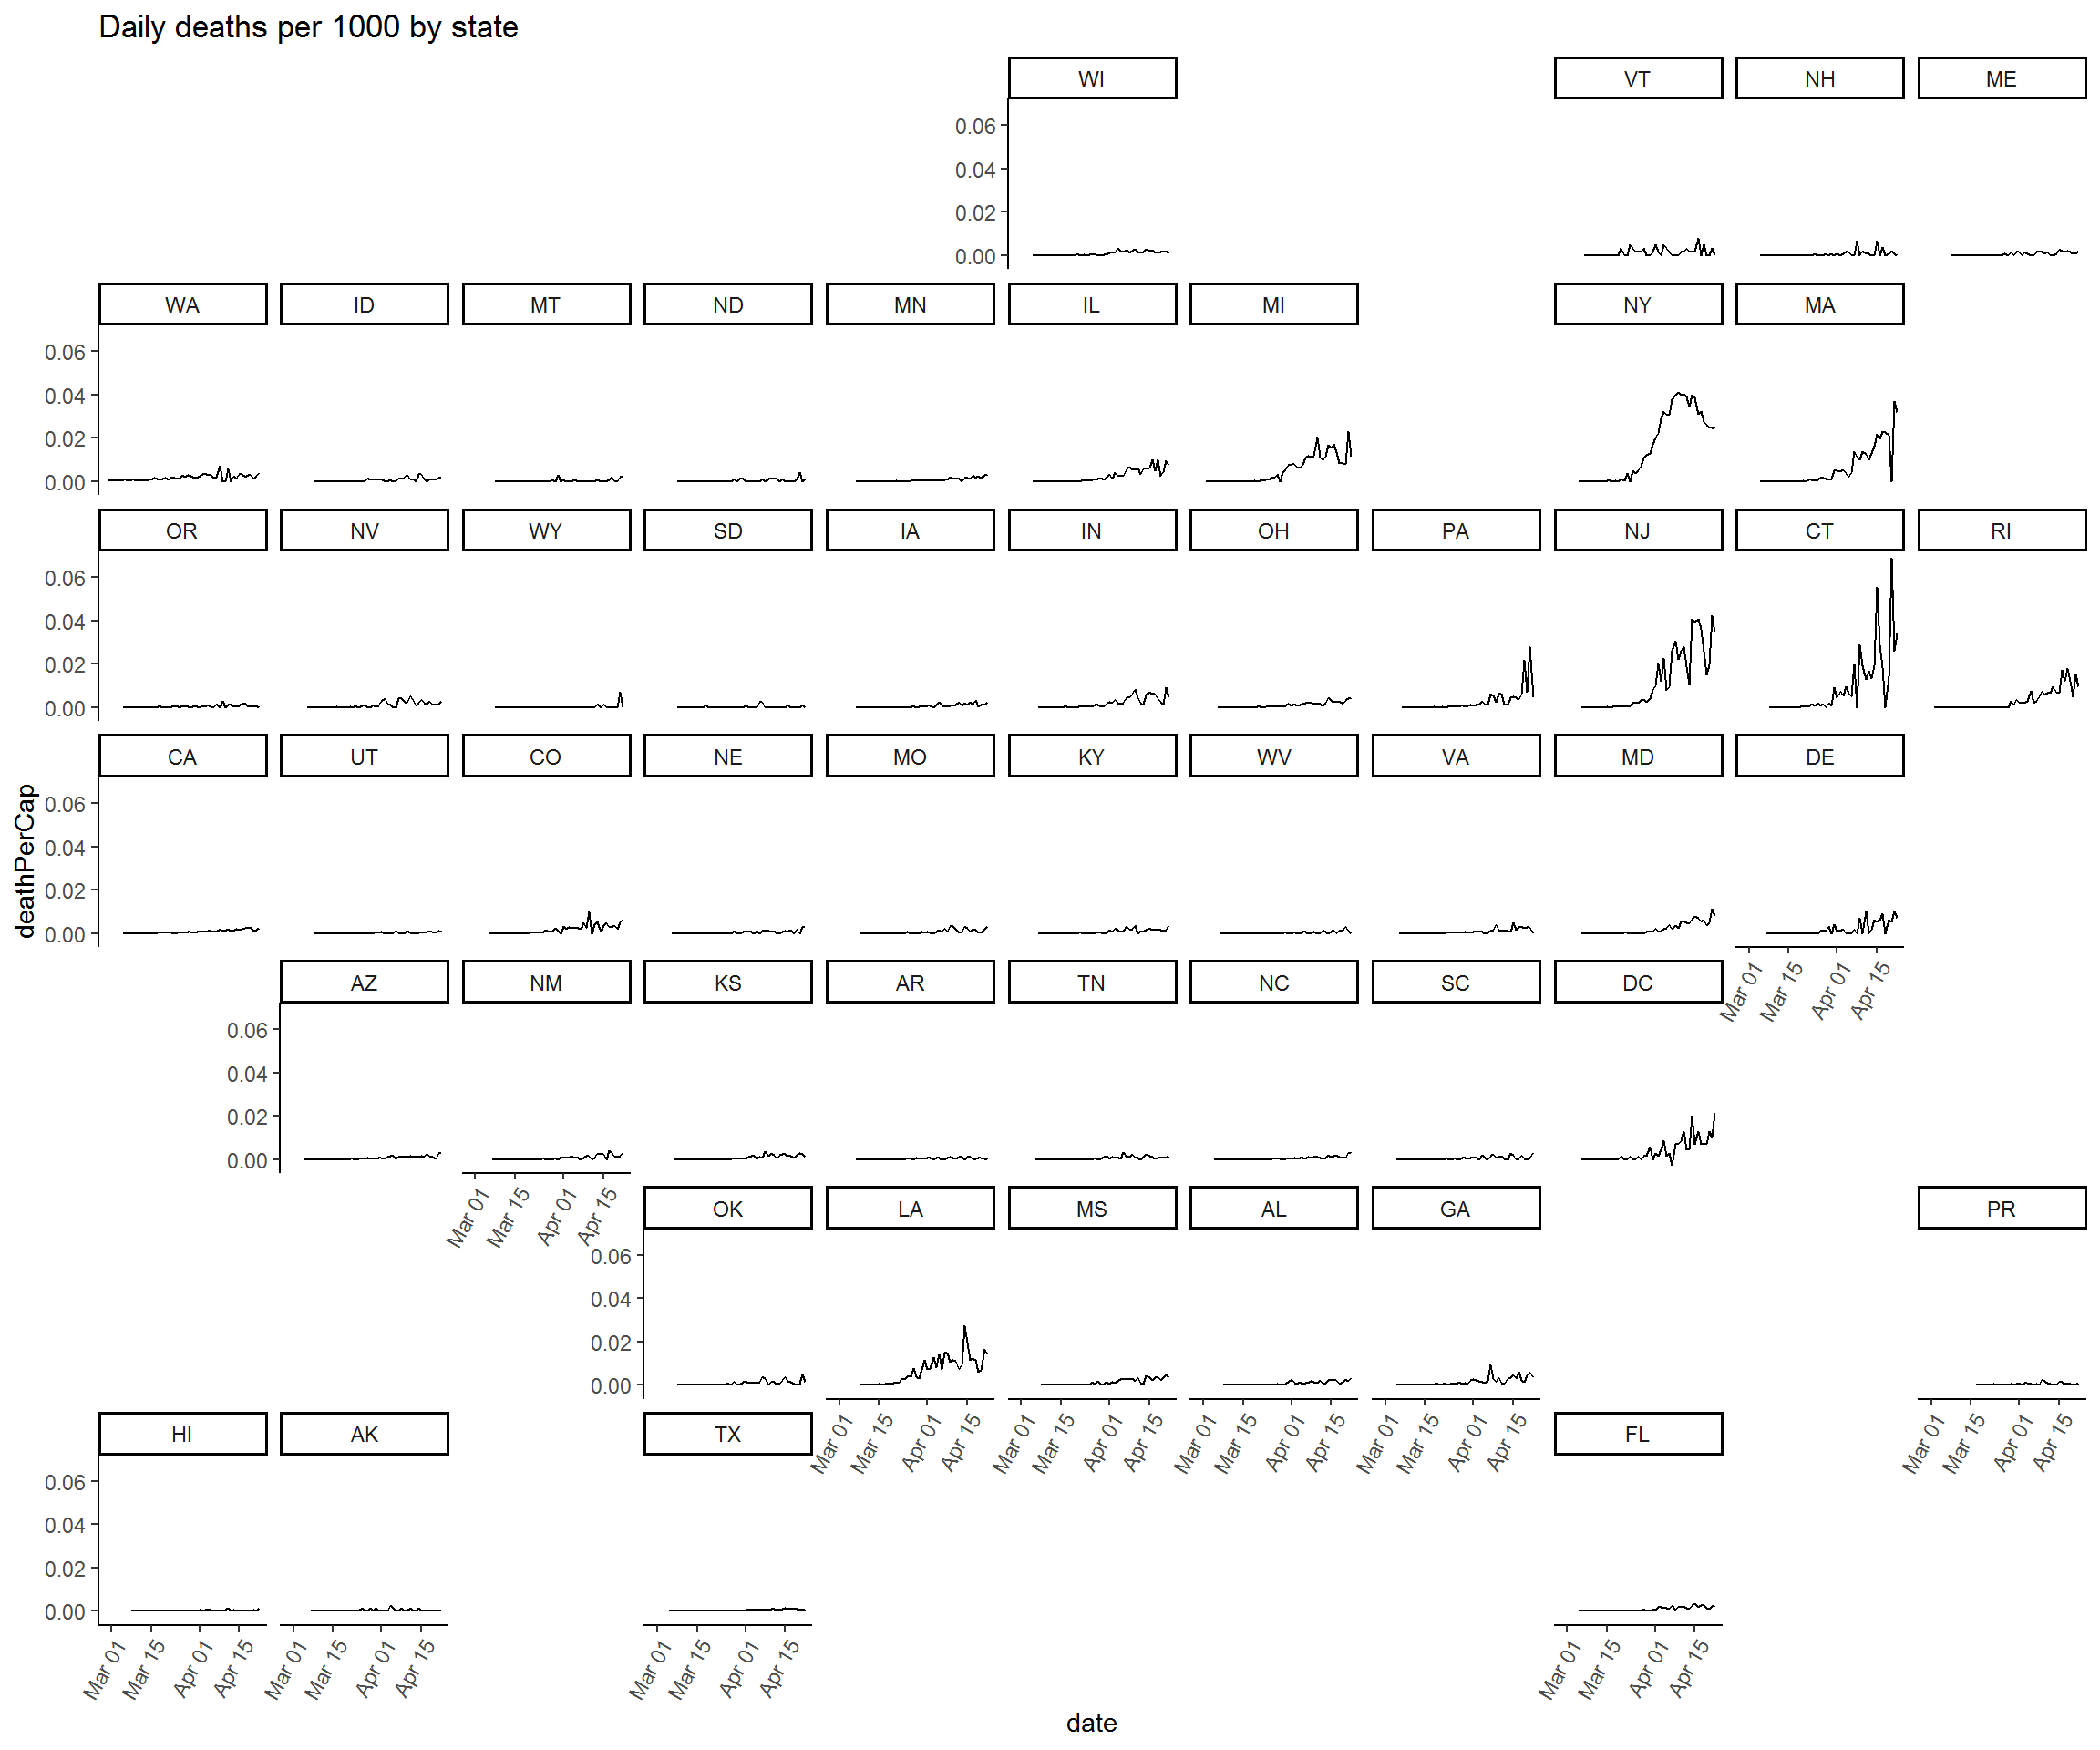 Daily deaths per 1000 by state
WI VT NH ME
0.06
0.04
0.02
0.00
WA ID MT ND MN IL MI NY MA
0.06
0.04
0.02
0.00
OR NV WY SD IA IN OH PA NJ CT RI
0.06
0.04
0.02
0.00
CA UT CO NE MO KY WV VA MD DE
0.06
0.04
0.02
0.00
Mar 01 Mar 15 Apr 01 Apr 15
deathPerCap
AZ NM KS AR TN NC SC DC
0.06
0.04
0.02
0.00
Mar 01 Mar 15 Apr 01 Apr 15
OK LA MS AL GA PR
0.06
0.04
0.02
0.00
Mar 01 Mar 15 Apr 01 Apr 15 Mar 01 Mar 15 Apr 01 Apr 15 Mar 01 Mar 15 Apr 01 Apr 15 Mar 01 Mar 15 Apr 01 Apr 15 Mar 01 Mar 15 Apr 01 Apr 15
HI AK TX FL
0.06
0.04
0.02
0.00
Mar 01 Mar 15 Apr 01 Apr 15 Mar 01 Mar 15 Apr 01 Apr 15 Mar 01 Mar 15 Apr 01 Apr 15 Mar 01 Mar 15 Apr 01 Apr 15
date